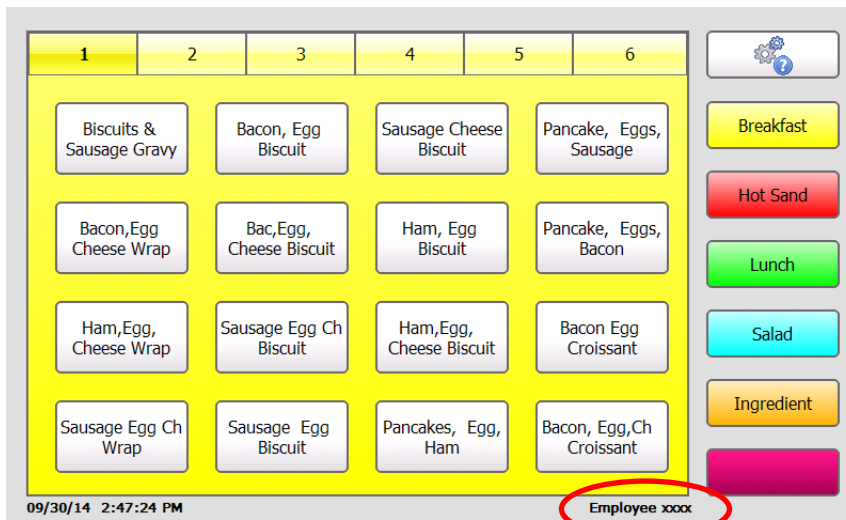 1 2 3 4 5 6
Biscuits &
Sausage Gravy
Bacon, Egg
Biscuit
Sausage Cheese
Biscuit
Pancake, Eggs,
Sausage
Bacon,Egg
Cheese Wrap
Bac,Egg,
Cheese Biscuit
Ham, Egg
Biscuit
Pancake, Eggs,
Bacon
Ham,Egg,
Cheese Wrap
Sausage Egg Ch
Biscuit
Ham,Egg,
Cheese Biscuit
Bacon Egg
Croissant
Sausage Egg Ch
Wrap
Sausage Egg
Biscuit
Pancakes, Egg,
Ham
Bacon, Egg,Ch
Croissant
?
Breakfast
Hot Sand
Lunch
Salad
Ingredient
09/30/14 2:47:24 PM
Employee xxxx